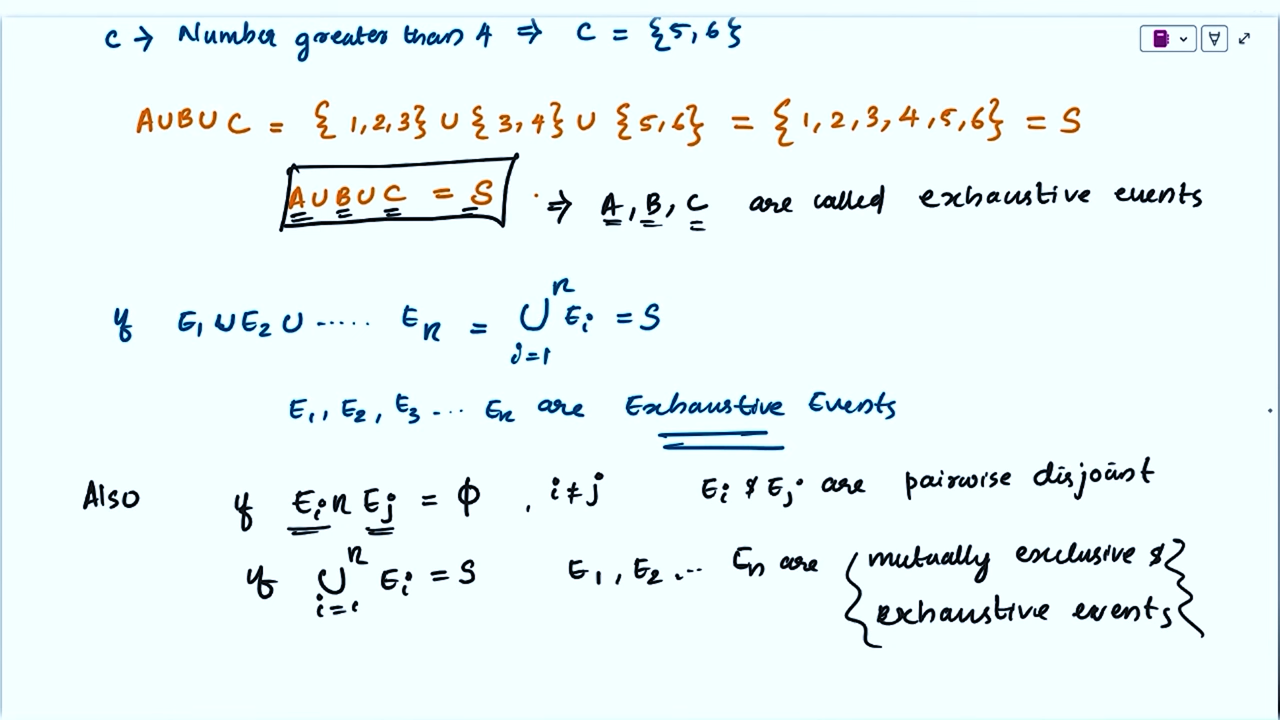 C → Number greater than 4 ⇒ C = {5,6}
A∪B∪C = {1,2,3} ∪ {3,4} ∪ {5,6} = {1,2,3,4,5,6} = S
A∪B∪C = S ⇒ A, B, C are called exhaustive events
If E₁ ∪ E₂ ∪ ..... Eₙ = ⋃ⁿᵢ₌₁ Eᵢ = S
E₁, E₂, E₃ ... Eₙ are Exhaustive Events
Also if Eᵢ ∩ Eⱼ = ϕ , i ≠ j Eᵢ & Eⱼ are pairwise disjoint
if ⋃ⁿᵢ₌₁ Eᵢ = S E₁, E₂, ... Eₙ are { mutually exclusive &
exhaustive events }